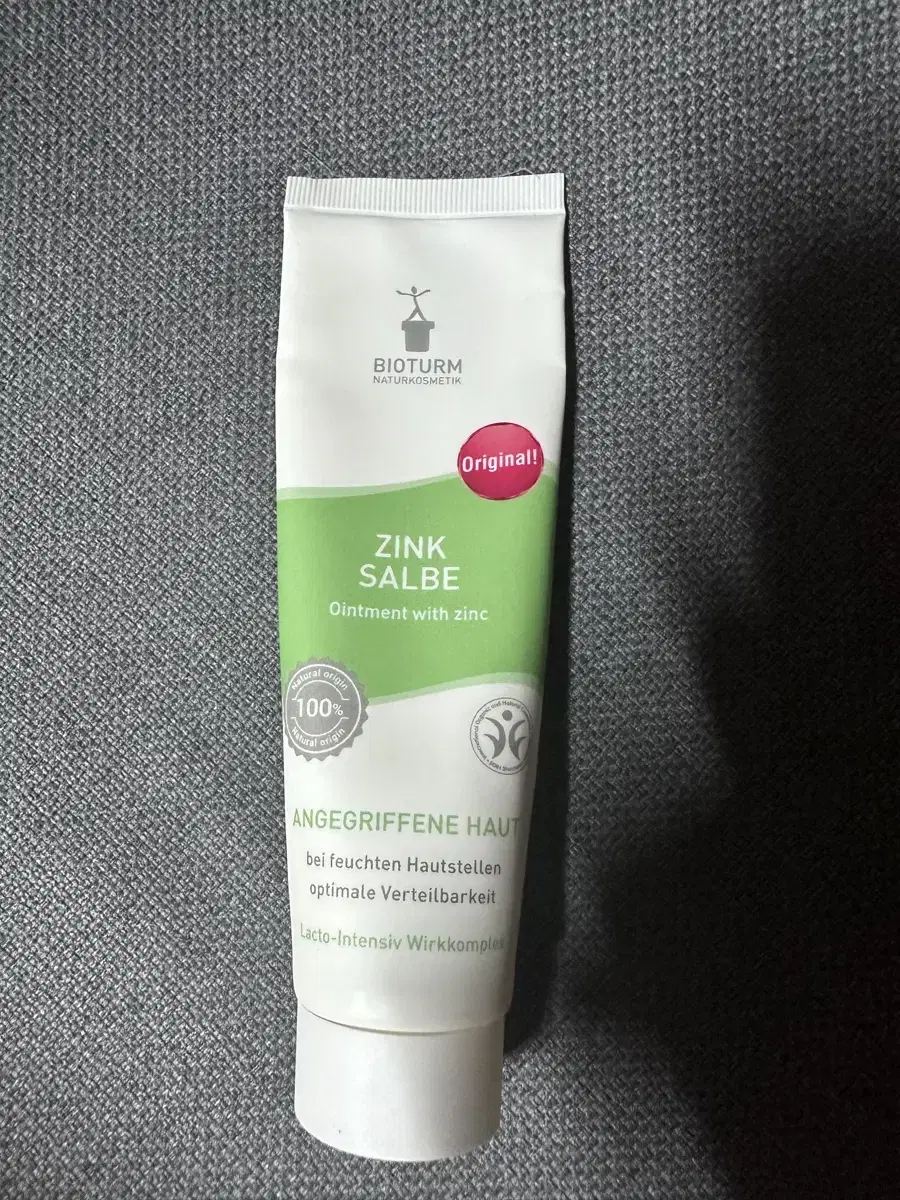 BIOTURM
NATURKOSMETIK
Original!
ZINK
SALBE
Ointment with zinc
Natural origin
100%
Natural origin
ANGEGRIFFENE HAUT
bei feuchten Hautstellen
optimale Verteilbarkeit
Lacto-Intensiv Wirkkomplex